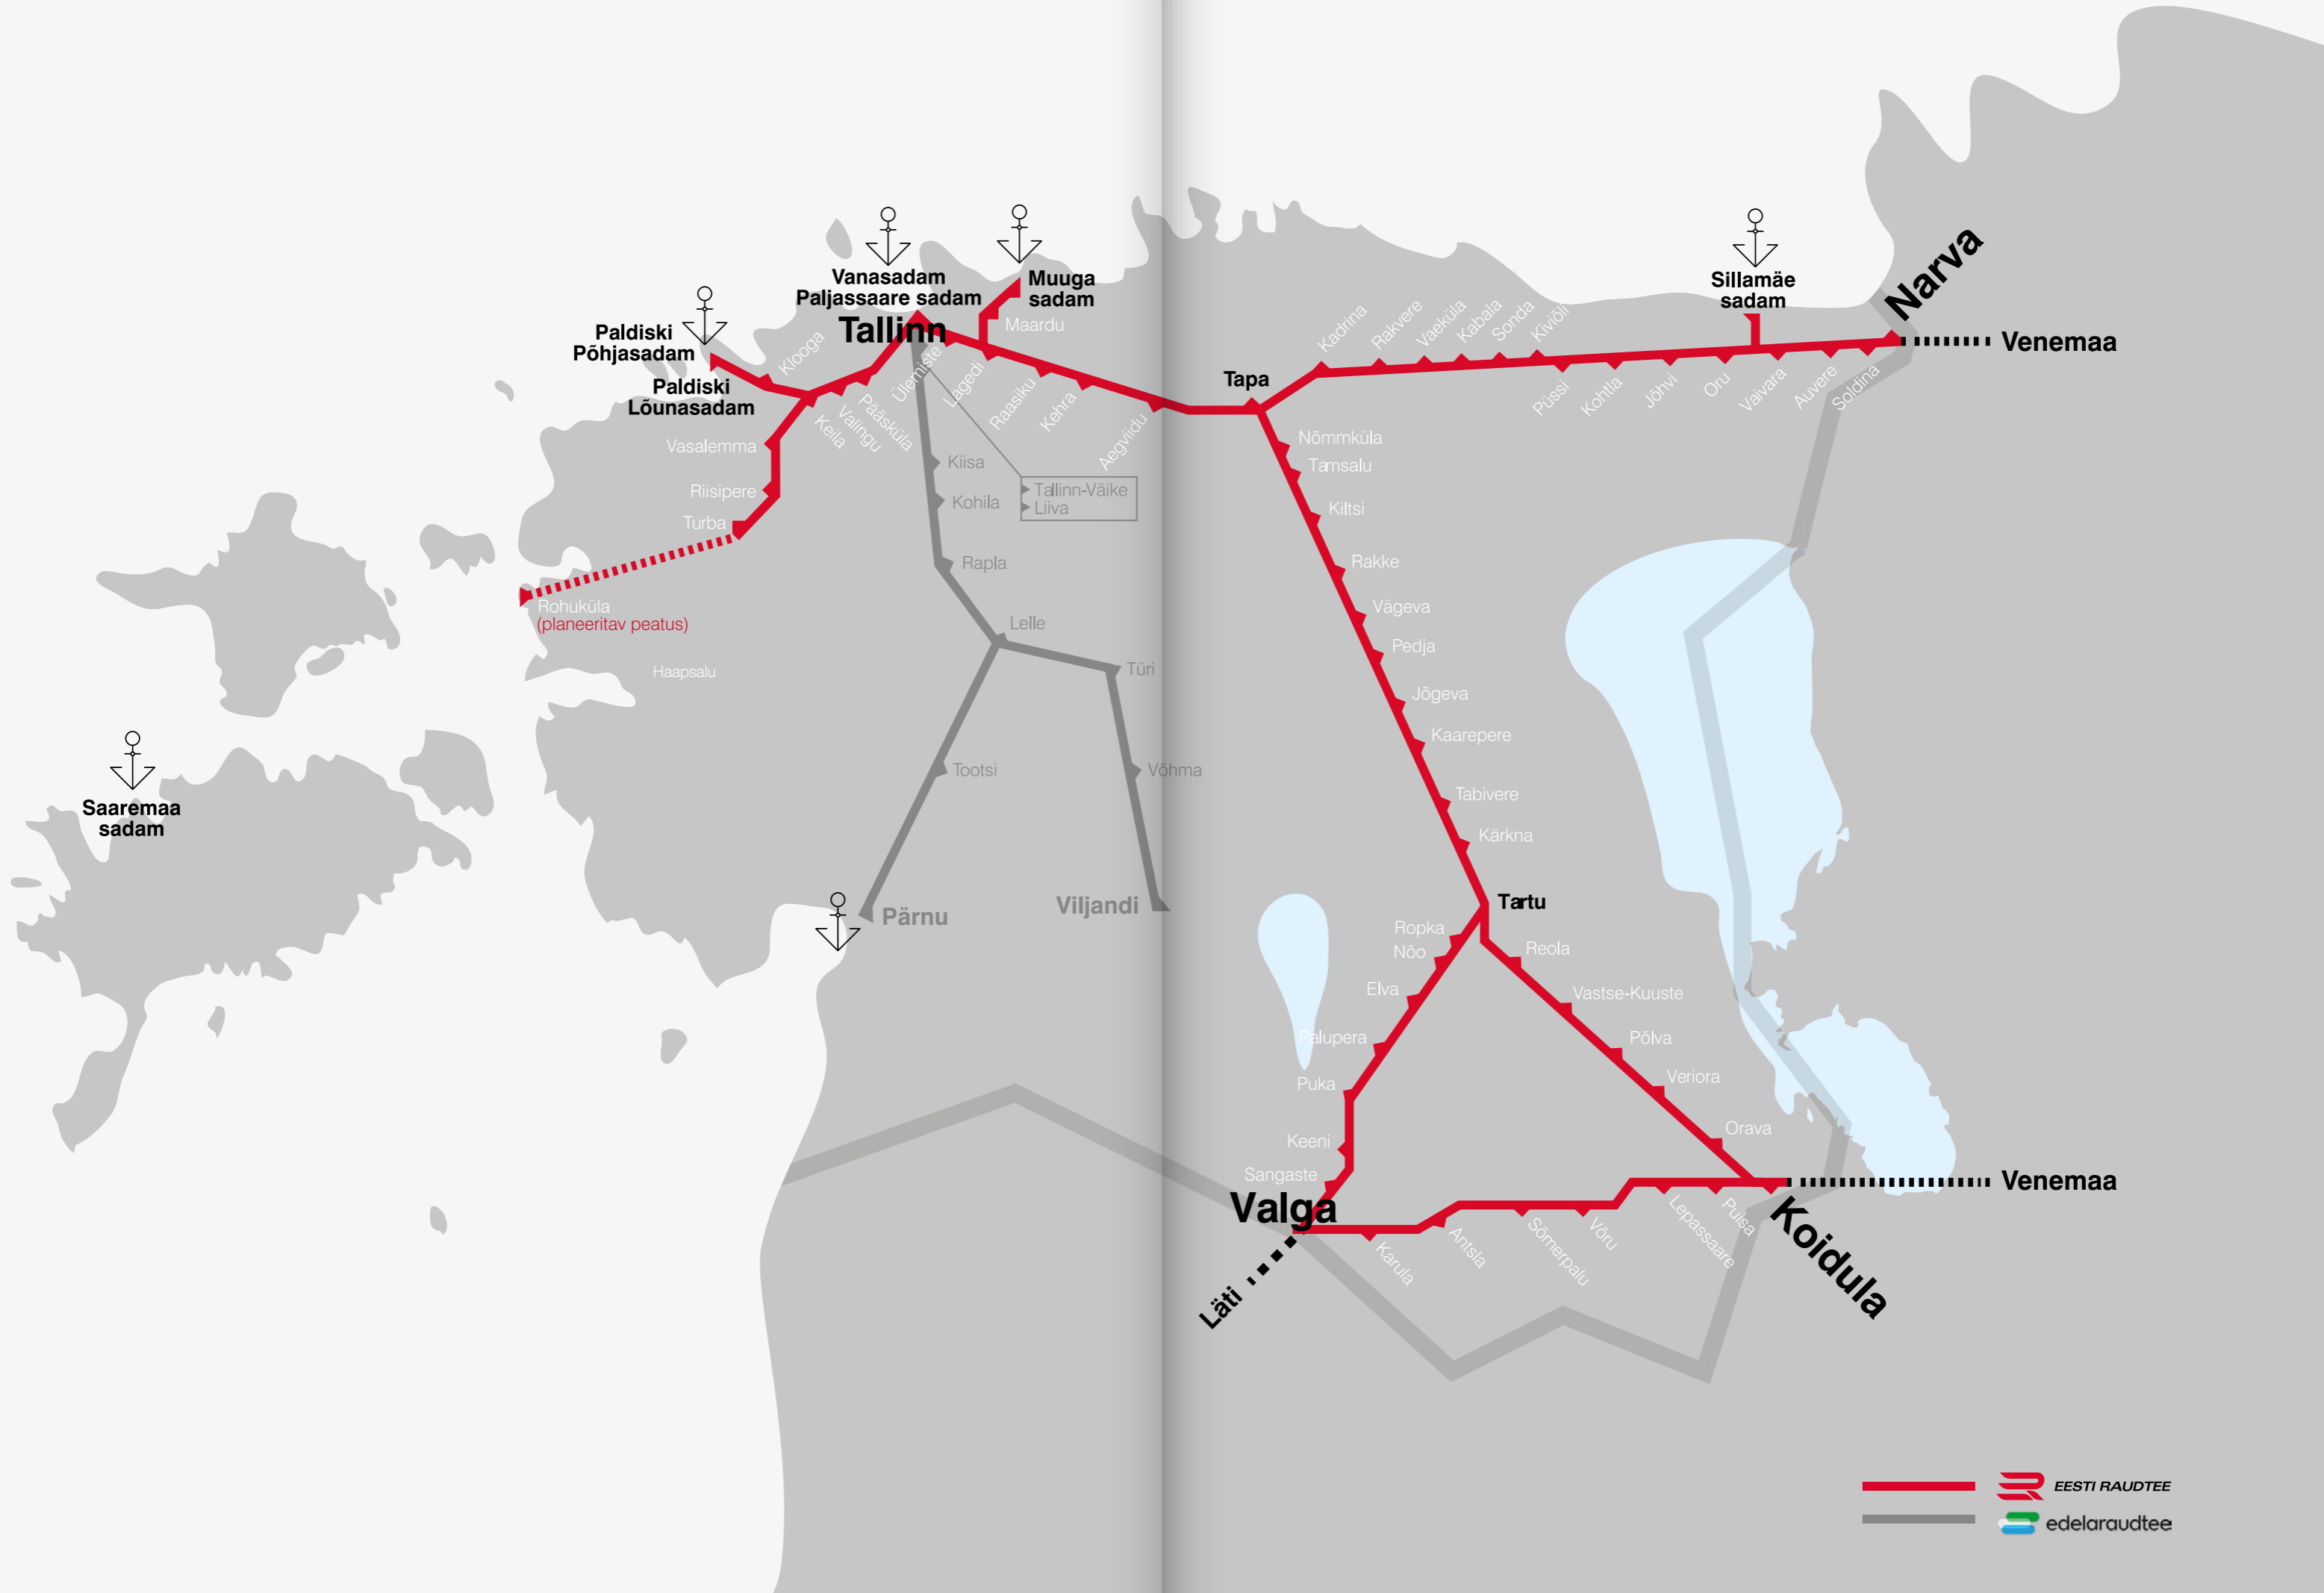 Vanasadam
Paljassaare sadam
Tallinn
Muuga
sadam
Maardu
Paldiski
Põhjasadam
Paldiski
Lõunasadam
Klooga
Keila
Valingu
Pääsküla
Ülemiste
Lagedi
Raasiku
Kehra
Aegviidu
Vasalemma
Riisipere
Turba
Rohuküla
(planeeritav peatus)
Haapsalu
Kiisa
Kohila
Tallinn-Väike
Liiva
Rapla
Lelle
Türi
Tootsi
Võhma
Pärnu
Viljandi
Saaremaa
sadam
Tapa
Kadrina
Rakvere
Vaeküla
Kabala
Sonda
Kiviõli
Püssi
Kohtla
Jõhvi
Oru
Vaivara
Auvere
Soldina
Sillamäe
sadam
Narva
Venemaa
Nõmmküla
Tamsalu
Kiltsi
Rakke
Vägeva
Pedja
Jõgeva
Kaarepere
Tabivere
Kärkna
Tartu
Ropka
Nõo
Elva
Palupera
Puka
Keeni
Sangaste
Valga
Läti
Reola
Vastse-Kuuste
Põlva
Veriora
Orava
Karula
Antsla
Sõmerpalu
Võru
Lepassaare
Puisa
Koidula
Venemaa
EESTI RAUDTEE
edelaraudtee